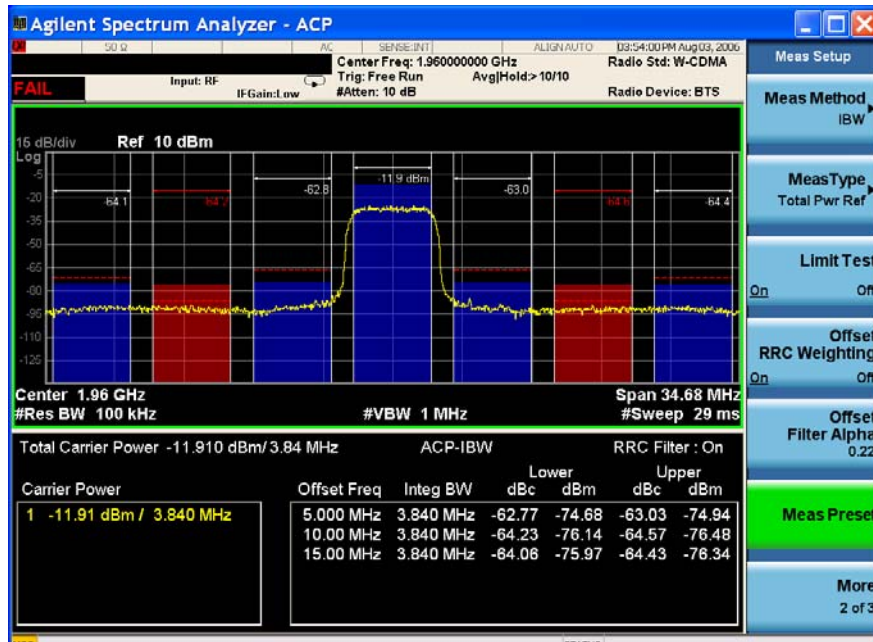 Agilent Spectrum Analyzer - ACP
50 Ω AC SENSE:INT ALIGN AUTO 03:54:00 PM Aug 03, 2006
Center Freq: 1.960000000 GHz Radio Std: W-CDMA
Input: RF Trig: Free Run Avg|Hold:> 10/10
FAIL IFGain:Low #Atten: 10 dB Radio Device: BTS
15 dB/div Ref 10 dBm
Log
-11.9 dBm
-5
-20
-35
-50
-65
-80
-95
-110
-125
-64.1 -64.2 -62.8 -63.0 -64.6 -64.4
Center 1.96 GHz Span 34.68 MHz
#Res BW 100 kHz #VBW 1 MHz #Sweep 29 ms
Total Carrier Power -11.910 dBm/ 3.84 MHz ACP-IBW RRC Filter : On
Lower Upper
Carrier Power Offset Freq Integ BW dBc dBm dBc dBm
1 -11.91 dBm / 3.840 MHz 5.000 MHz 3.840 MHz -62.77 -74.68 -63.03 -74.94
10.00 MHz 3.840 MHz -64.23 -76.14 -64.57 -76.48
15.00 MHz 3.840 MHz -64.06 -75.97 -64.43 -76.34
Meas Setup
Meas Method
IBW
MeasType
Total Pwr Ref
Limit Test
On Off
Offset
RRC Weighting
On Off
Offset
Filter Alpha
0.22
Meas Preset
More
2 of 3